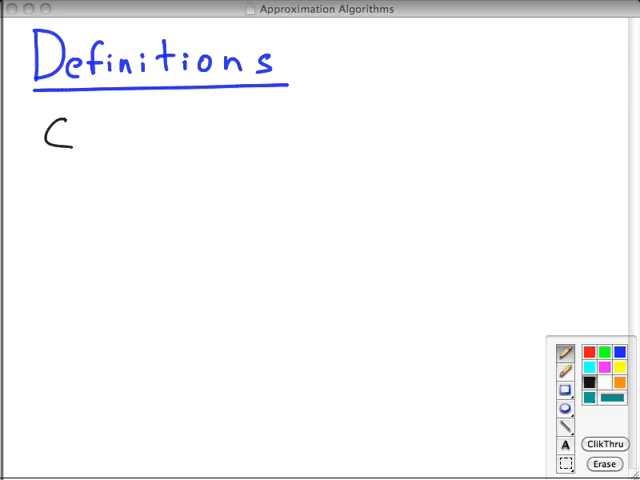 Approximation Algorithms
Definitions
C
A
ClikThru
Erase